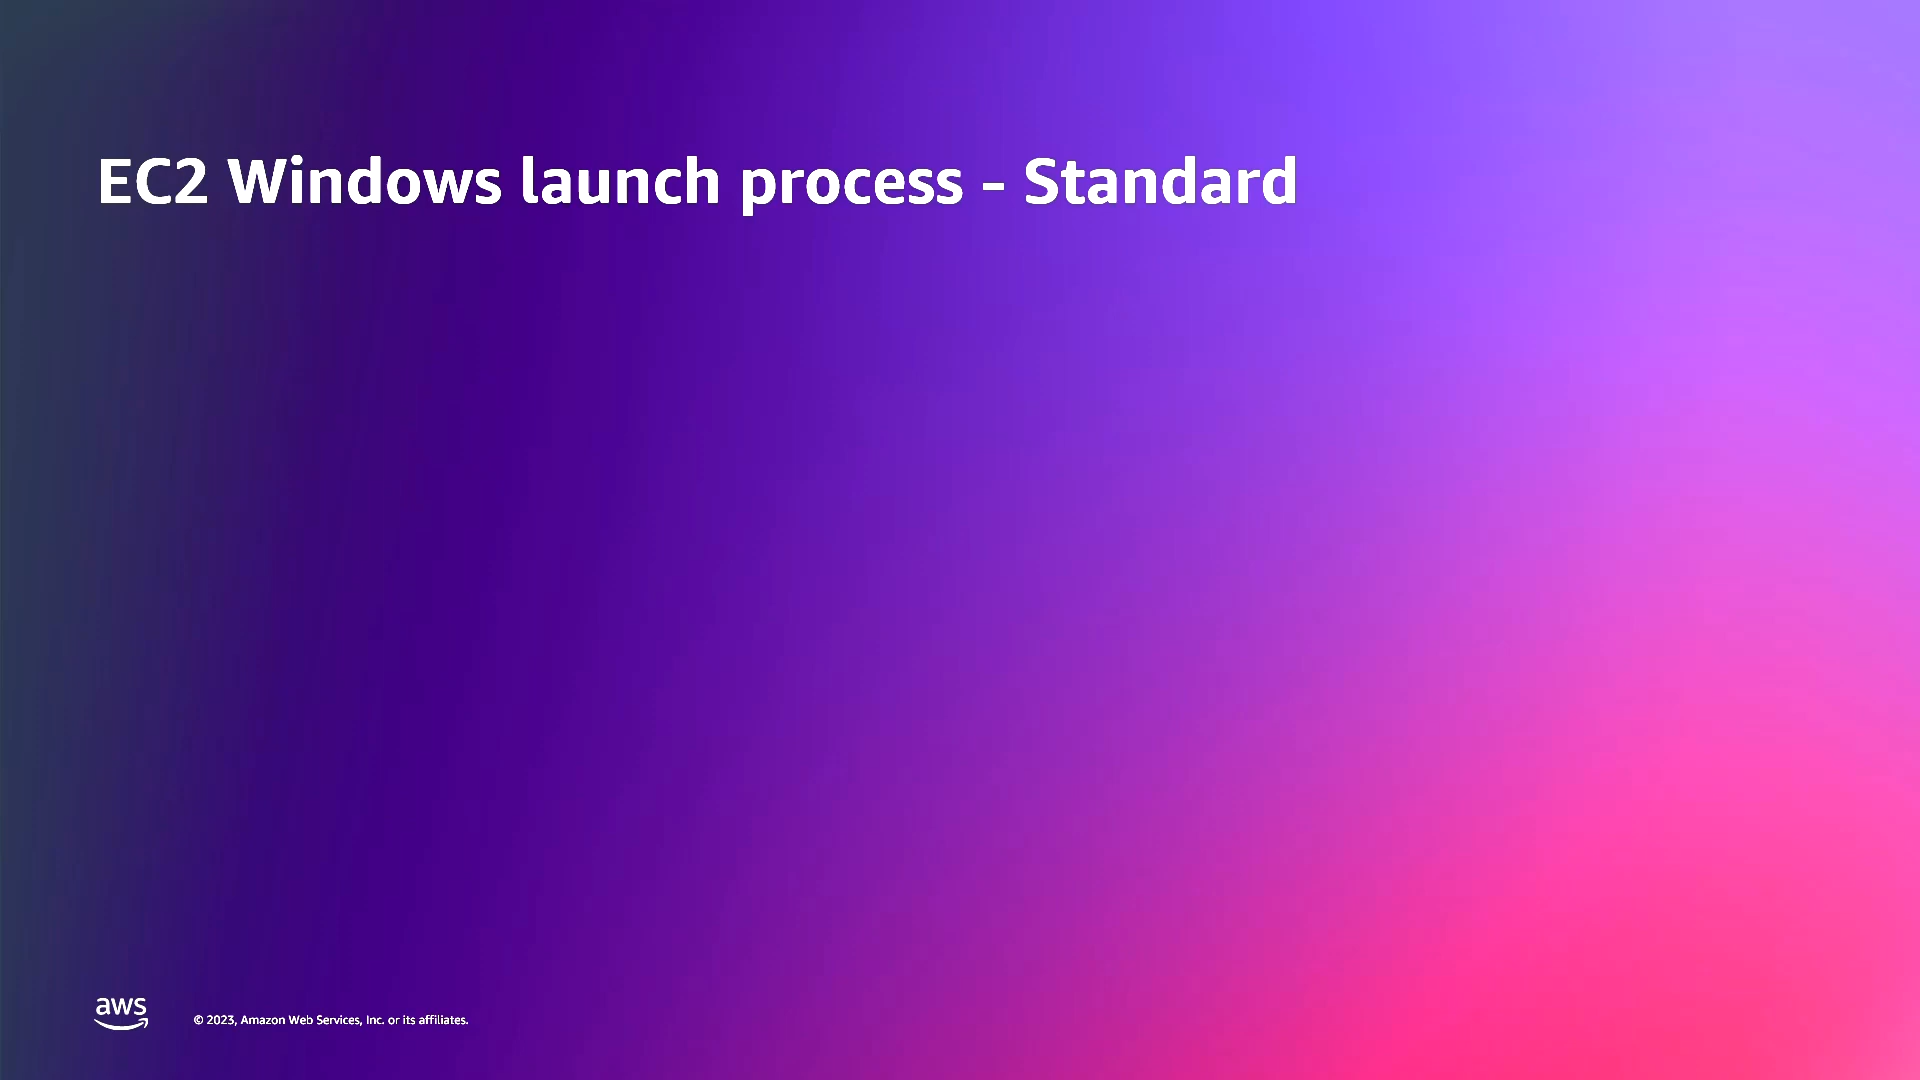 EC2 Windows launch process - Standard
aws
© 2023, Amazon Web Services, Inc. or its affiliates.